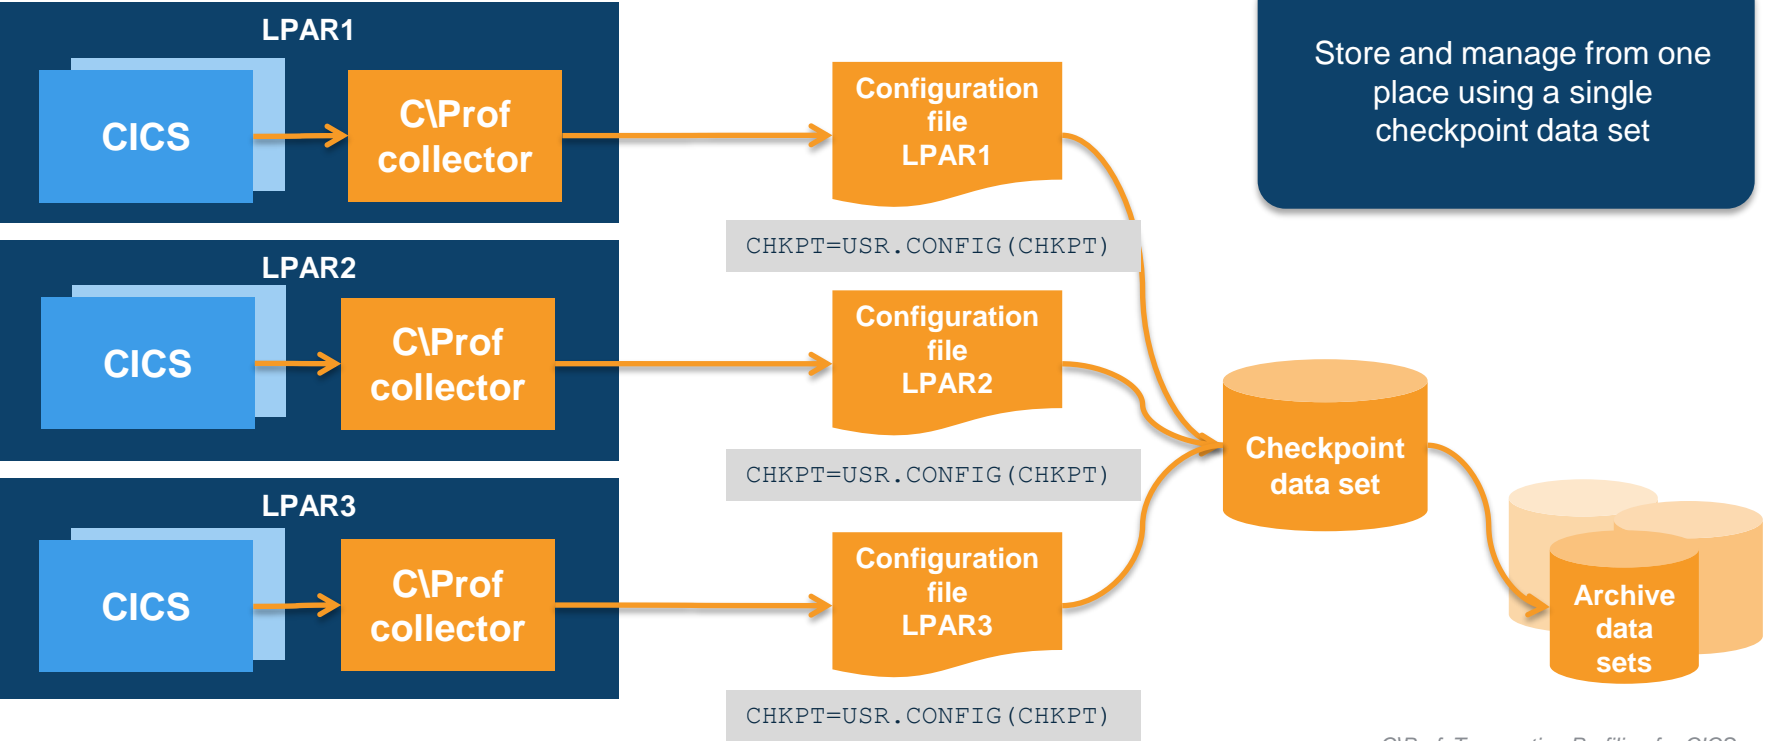 LPAR1
CICS
C\Prof
collector
Configuration
file
LPAR1
CHKPT=USR.CONFIG(CHKPT)
Store and manage from one
place using a single
checkpoint data set
LPAR2
CICS
C\Prof
collector
Configuration
file
LPAR2
CHKPT=USR.CONFIG(CHKPT)
LPAR3
CICS
C\Prof
collector
Configuration
file
LPAR3
CHKPT=USR.CONFIG(CHKPT)
Checkpoint
data set
Archive
data
sets